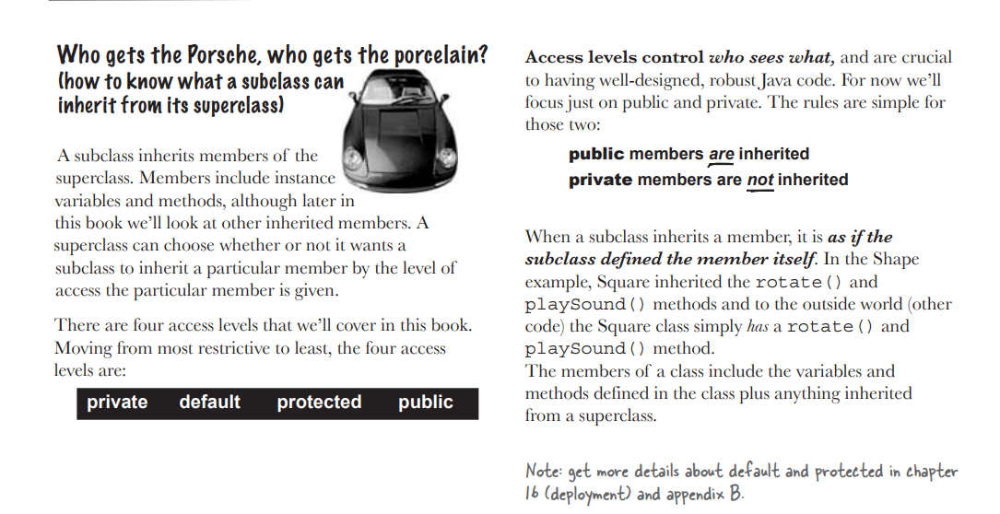 Who gets the Porsche, who gets the porcelain?
(how to know what a subclass can
inherit from its superclass)
A subclass inherits members of the
superclass. Members include instance
variables and methods, although later in
this book we'll look at other inherited members. A
superclass can choose whether or not it wants a
subclass to inherit a particular member by the level of
access the particular member is given.
There are four access levels that we'll cover in this book.
Moving from most restrictive to least, the four access
levels are:
private default protected public
Access levels control who sees what, and are crucial
to having well-designed, robust Java code. For now we'll
focus just on public and private. The rules are simple for
those two:
public members are inherited
private members are not inherited
When a subclass inherits a member, it is as if the
subclass defined the member itself. In the Shape
example, Square inherited the rotate() and
playSound() methods and to the outside world (other
code) the Square class simply has a rotate() and
playSound() method.
The members of a class include the variables and
methods defined in the class plus anything inherited
from a superclass.
Note: get more details about default and protected in chapter
16 (deployment) and appendix B.